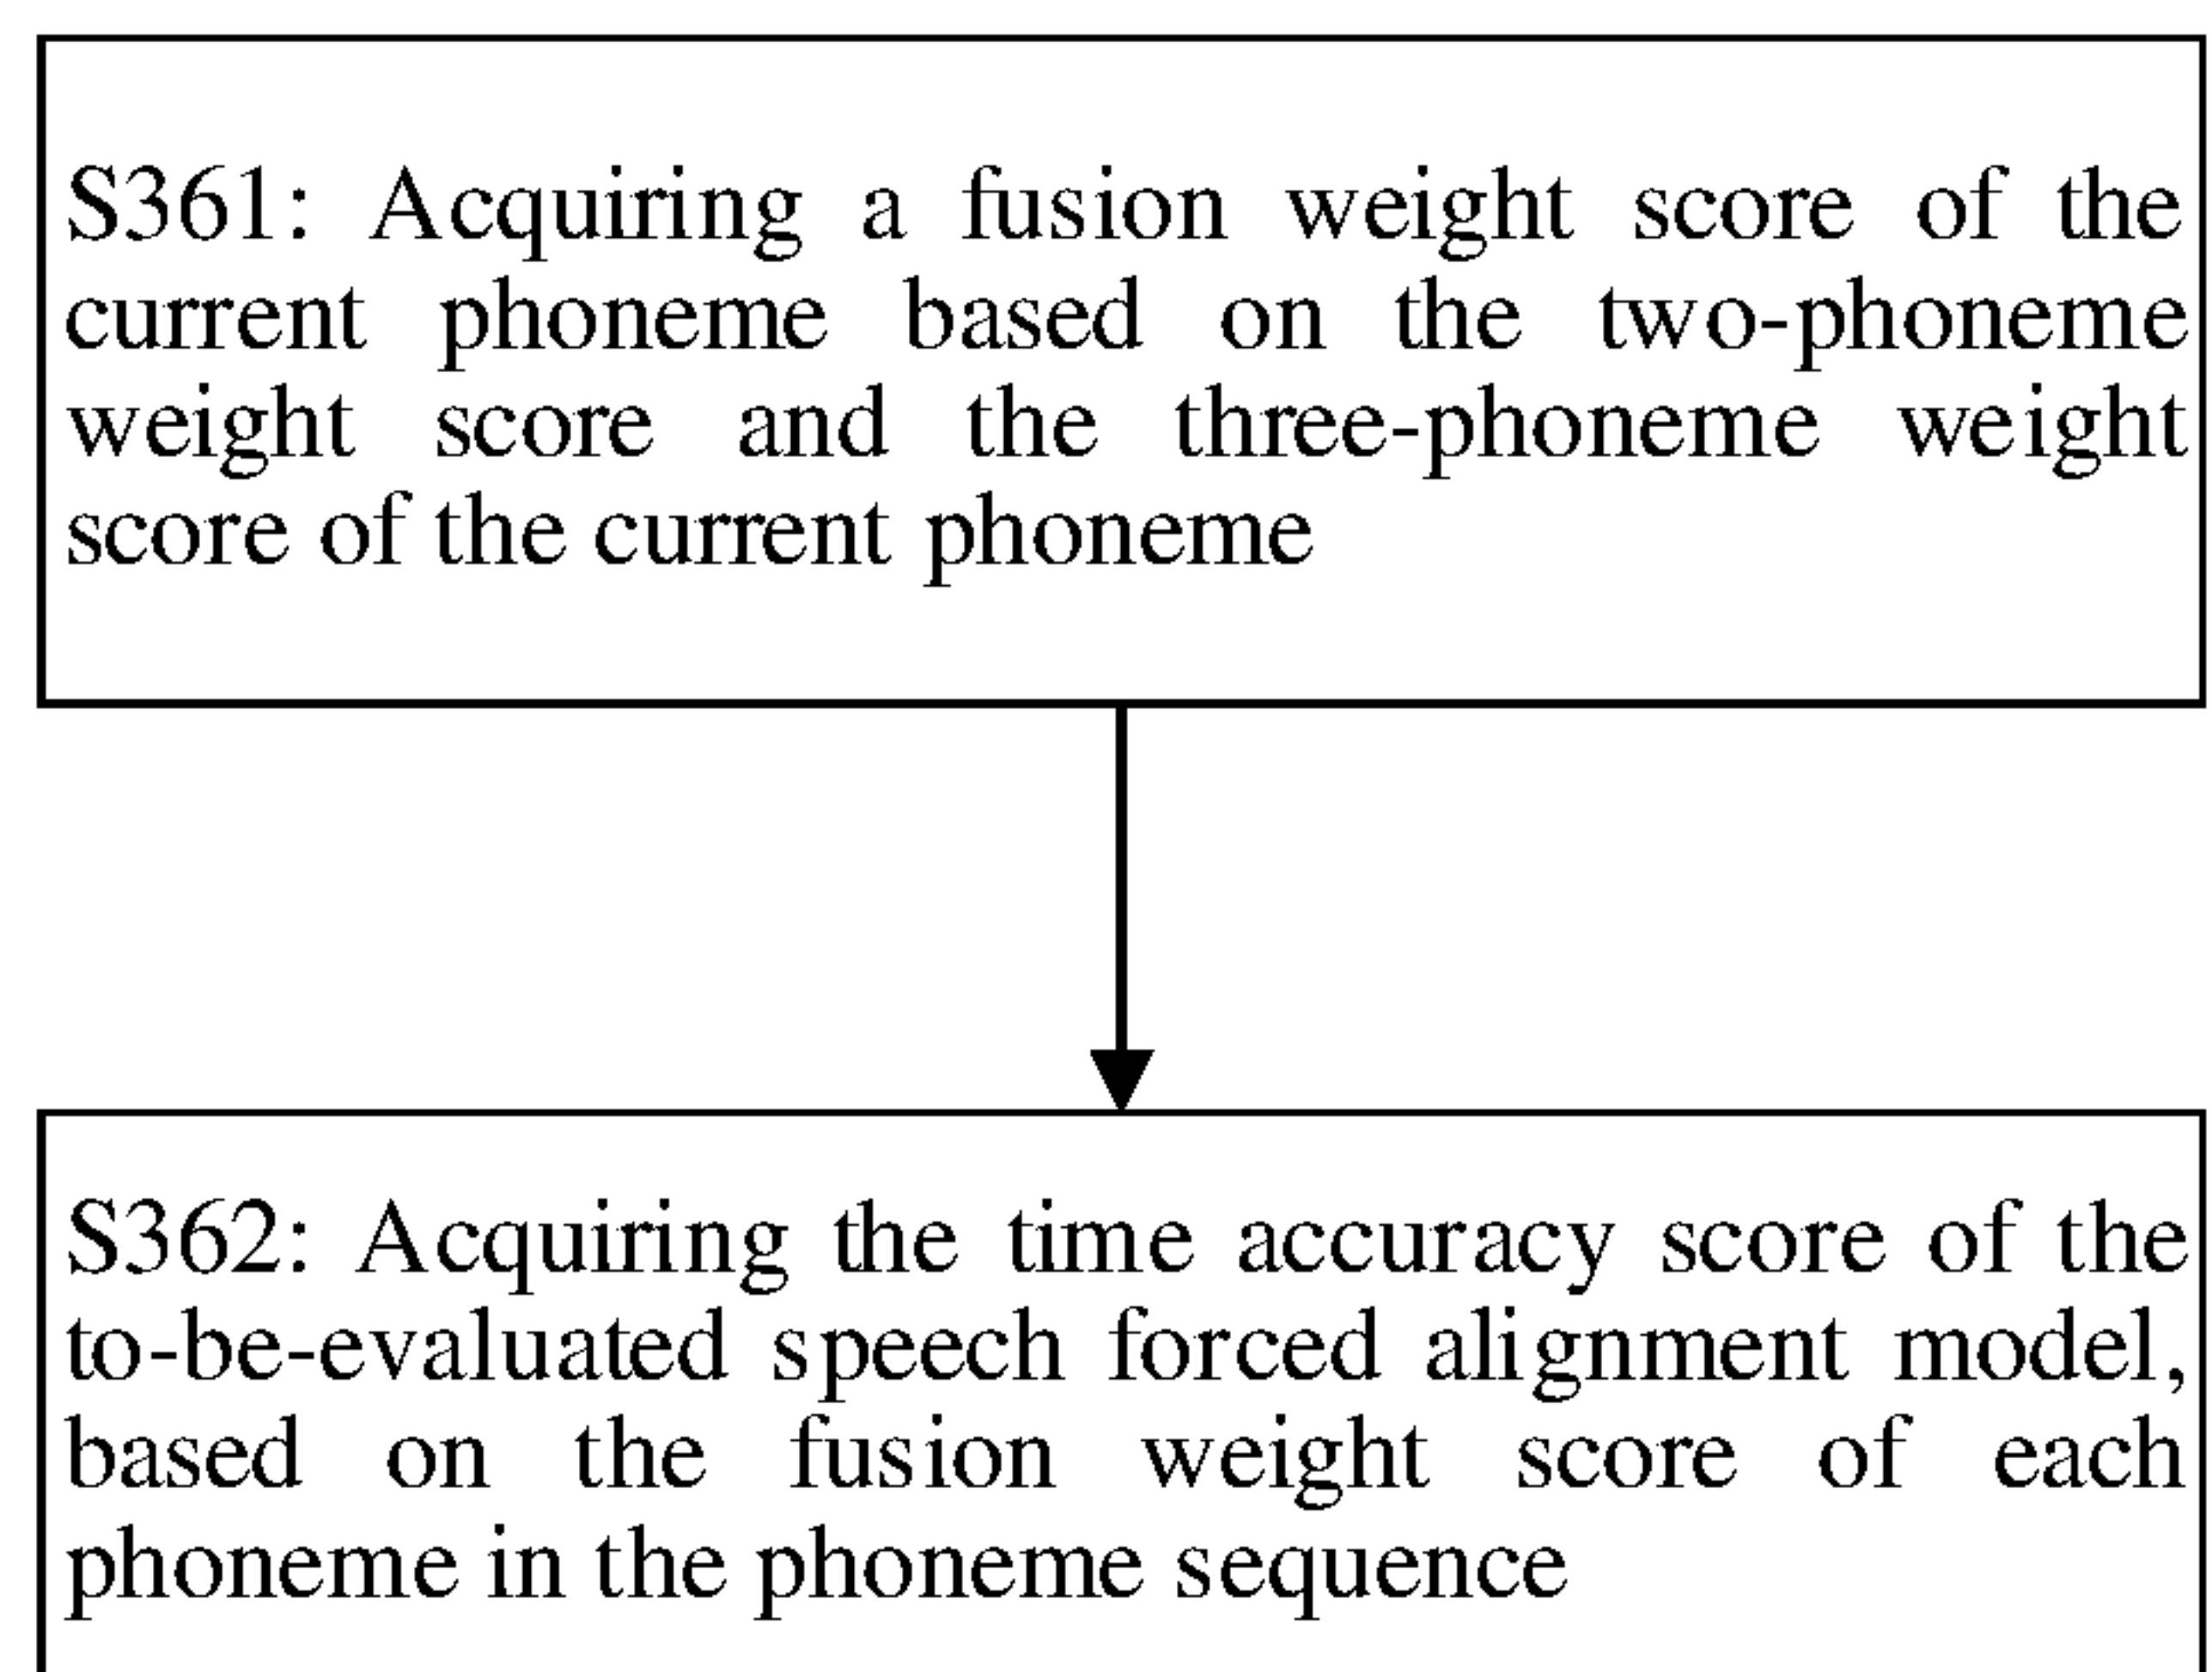 S361: Acquiring a fusion weight score of the
current phoneme based on the two-phoneme
weight score and the three-phoneme weight
score of the current phoneme
S362: Acquiring the time accuracy score of the
to-be-evaluated speech forced alignment model,
based on the fusion weight score of each
phoneme in the phoneme sequence